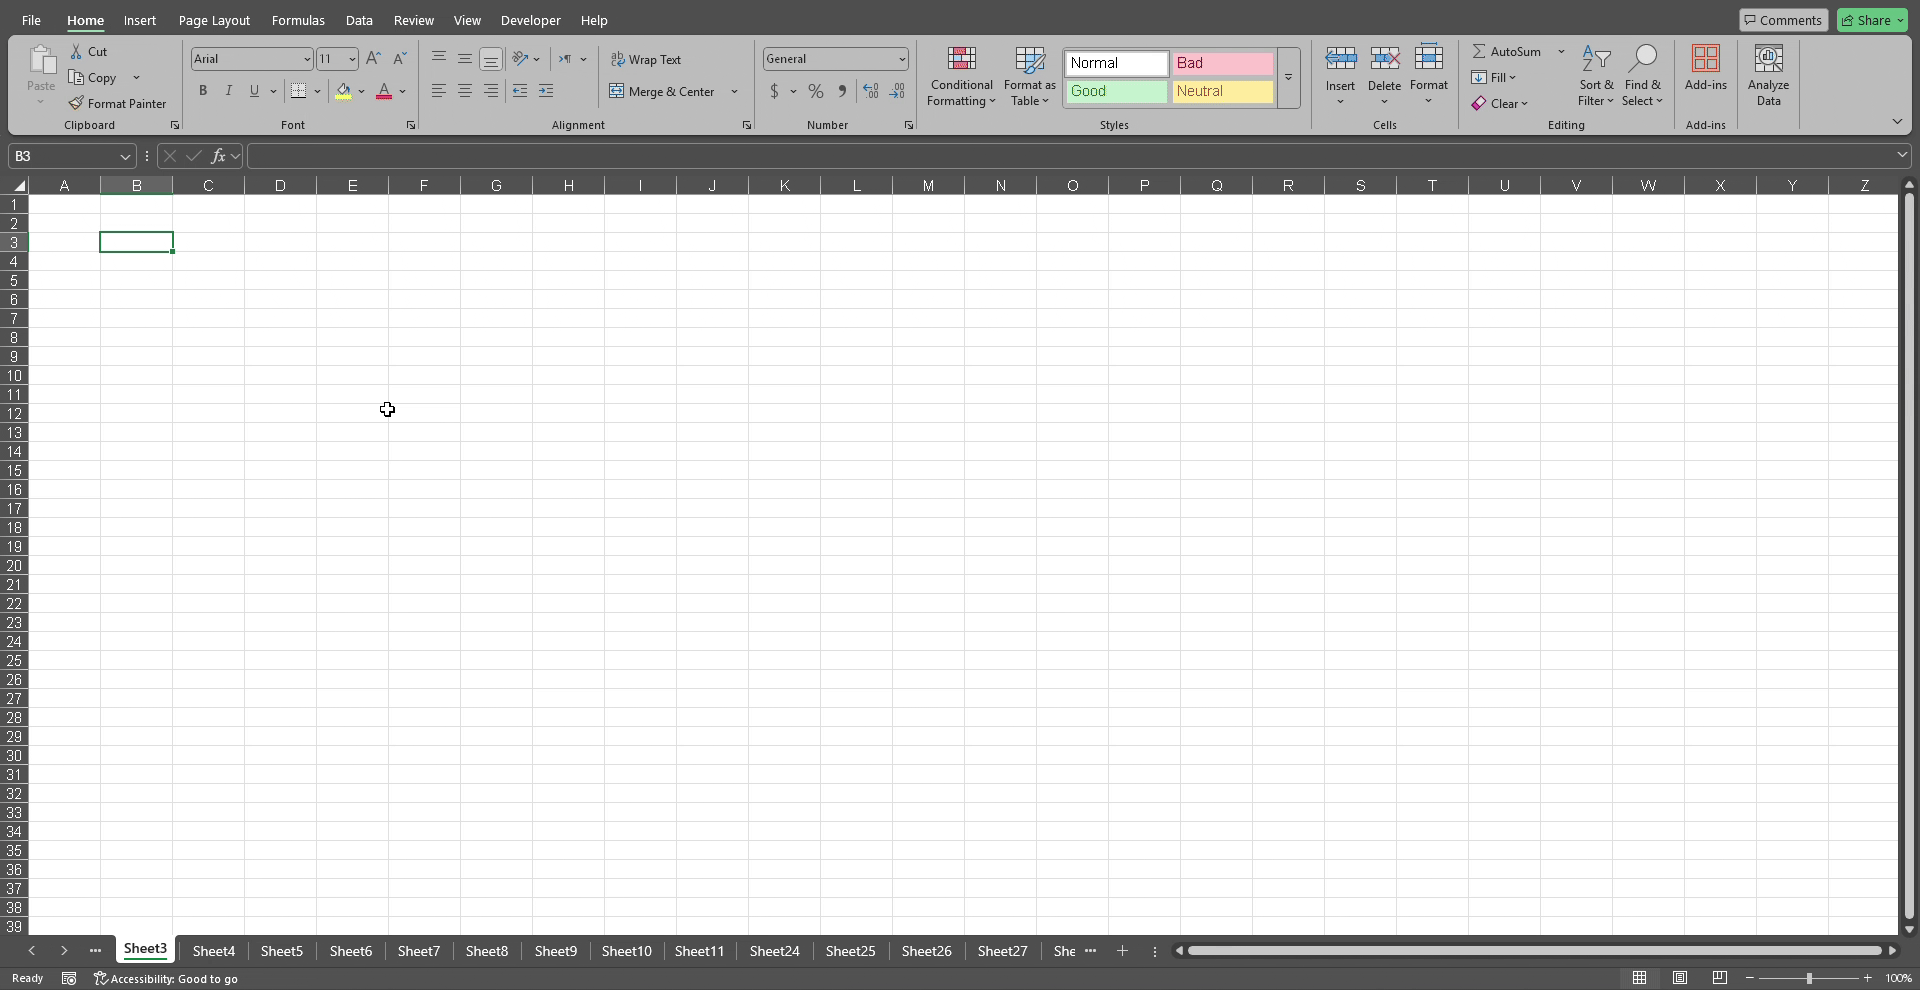 File Home Insert Page Layout Formulas Data Review View Developer Help Comments Share
Cut
Copy
Format Painter
Paste
Clipboard
Arial 11
B I U A
Font
Wrap Text
Merge & Center
Alignment
General
$ %
Number
Conditional Formatting
Format as Table
Normal Bad
Good Neutral
Styles
Insert Delete Format
Cells
AutoSum
Fill
Clear
Sort & Filter
Find & Select
Editing
Add-ins
Add-ins
Analyze Data
B3 fx
A B C D E F G H I J K L M N O P Q R S T U V W X Y Z
1
2
3
4
5
6
7
8
9
10
11
12
13
14
15
16
17
18
19
20
21
22
23
24
25
26
27
28
29
30
31
32
33
34
35
36
37
38
39
Sheet3 Sheet4 Sheet5 Sheet6 Sheet7 Sheet8 Sheet9 Sheet10 Sheet11 Sheet24 Sheet25 Sheet26 Sheet27 She
Ready Accessibility: Good to go 100%